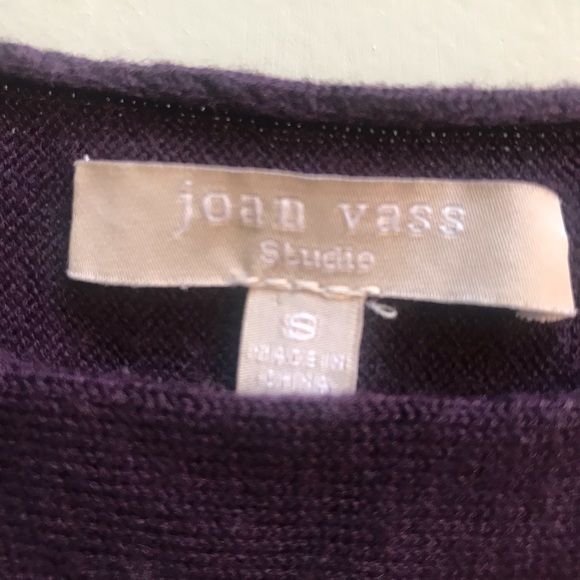 joan vass
Studio
S
MADE IN
CHINA